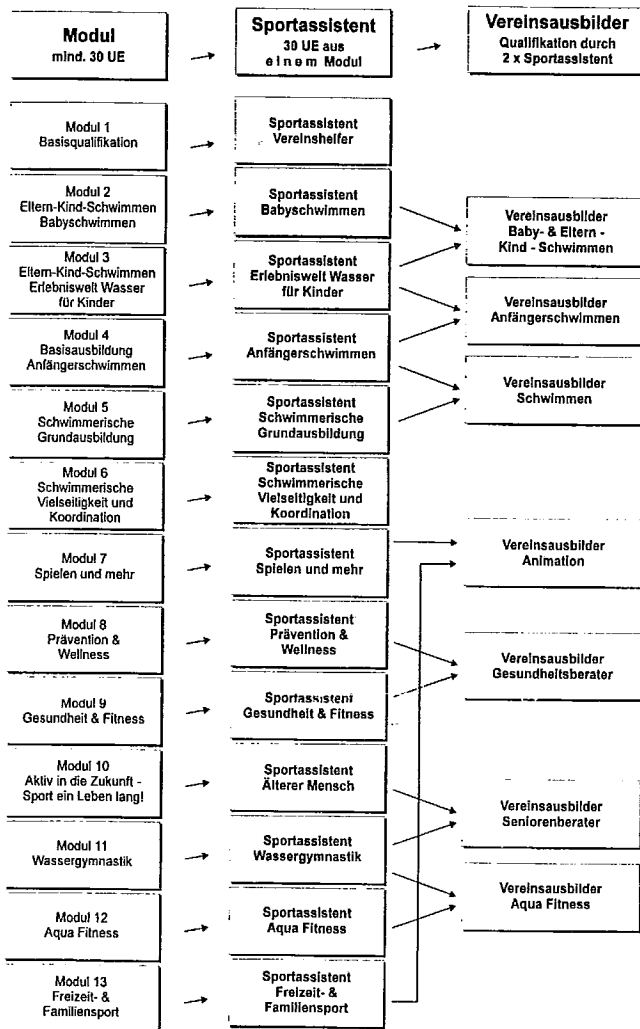 Modul
mind. 30 UE
Sportassistent
30 UE aus
e i n e m Modul
Vereinsausbilder
Qualifikation durch
2 x Sportassistent
Modul 1
Basisqualifikation
Sportassistent
Vereinshelfer
Modul 2
Eltern-Kind-Schwimmen
Babyschwimmen
Sportassistent
Babyschwimmen
Vereinsausbilder
Baby- & Eltern -
Kind - Schwimmen
Modul 3
Eltern-Kind-Schwimmen
Erlebniswelt Wasser
für Kinder
Sportassistent
Erlebniswelt Wasser
für Kinder
Vereinsausbilder
Anfängerschwimmen
Modul 4
Basisausbildung
Anfängerschwimmen
Sportassistent
Anfängerschwimmen
Vereinsausbilder
Schwimmen
Modul 5
Schwimmerische
Grundausbildung
Sportassistent
Schwimmerische
Grundausbildung
Modul 6
Schwimmerische
Vielseitigkeit und
Koordination
Sportassistent
Schwimmerische
Vielseitigkeit und
Koordination
Modul 7
Spielen und mehr
Sportassistent
Spielen und mehr
Vereinsausbilder
Animation
Modul 8
Prävention &
Wellness
Sportassistent
Prävention &
Wellness
Vereinsausbilder
Gesundheitsberater
Modul 9
Gesundheit & Fitness
Sportassistent
Gesundheit & Fitness
Modul 10
Aktiv in die Zukunft -
Sport ein Leben lang!
Sportassistent
Älterer Mensch
Vereinsausbilder
Seniorenberater
Modul 11
Wassergymnastik
Sportassistent
Wassergymnastik
Vereinsausbilder
Aqua Fitness
Modul 12
Aqua Fitness
Sportassistent
Aqua Fitness
Modul 13
Freizeit- &
Familiensport
Sportassistent
Freizeit- &
Familiensport